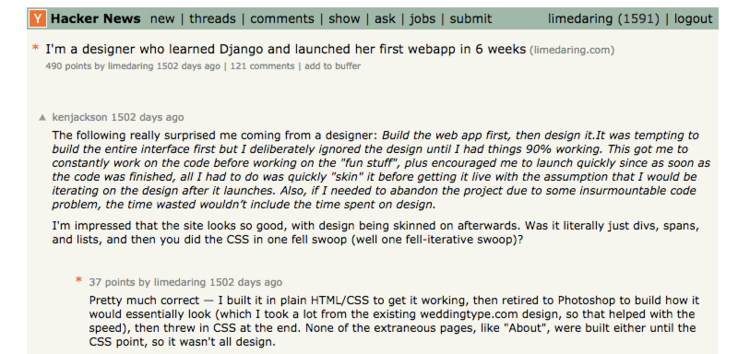 Y Hacker News new | threads | comments | show | ask | jobs | submit limedaring (1591) | logout
* I'm a designer who learned Django and launched her first webapp in 6 weeks (limedaring.com)
490 points by limedaring 1502 days ago | 121 comments | add to buffer
kenjackson 1502 days ago
The following really surprised me coming from a designer: Build the web app first, then design it.It was tempting to
build the entire interface first but I deliberately ignored the design until I had things 90% working. This got me to
constantly work on the code before working on the "fun stuff", plus encouraged me to launch quickly since as soon as
the code was finished, all I had to do was quickly "skin" it before getting it live with the assumption that I would be
iterating on the design after it launches. Also, if I needed to abandon the project due to some insurmountable code
problem, the time wasted wouldn't include the time spent on design.
I'm impressed that the site looks so good, with design being skinned on afterwards. Was it literally just divs, spans,
and lists, and then you did the CSS in one fell swoop (well one fell-iterative swoop)?
* 37 points by limedaring 1502 days ago
Pretty much correct — I built it in plain HTML/CSS to get it working, then retired to Photoshop to build how it
would essentially look (which I took a lot from the existing weddingtype.com design, so that helped with the
speed), then threw in CSS at the end. None of the extraneous pages, like "About", were built either until the
CSS point, so it wasn't all design.